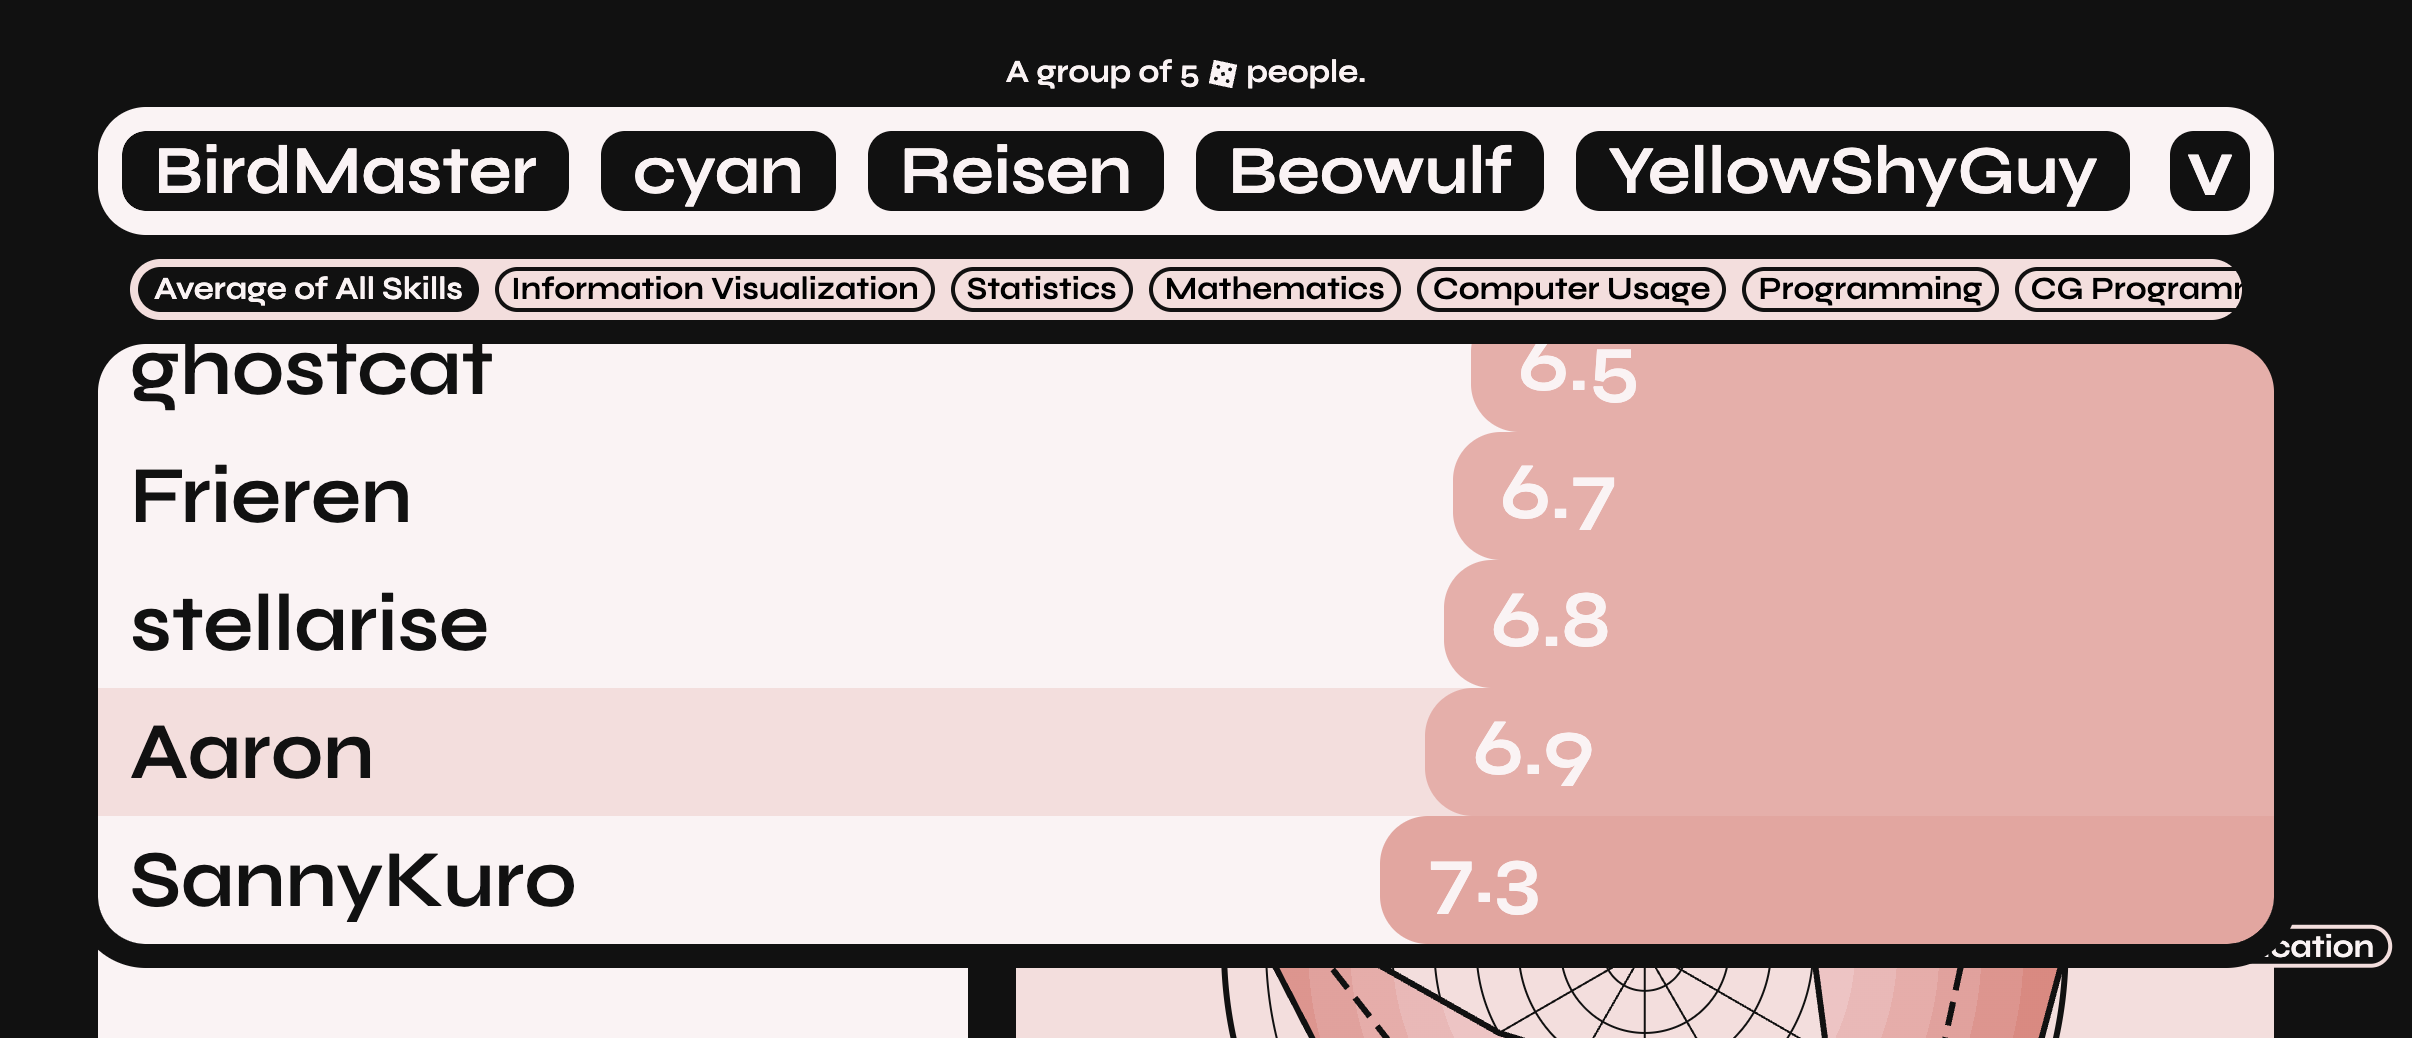 A group of 5 people.
BirdMaster cyan Reisen Beowulf YellowShyGuy v
Average of All Skills Information Visualization Statistics Mathematics Computer Usage Programming CG
ghostcat 6.5
Frieren 6.7
stellarise 6.8
Aaron 6.9
SannyKuro 7.3